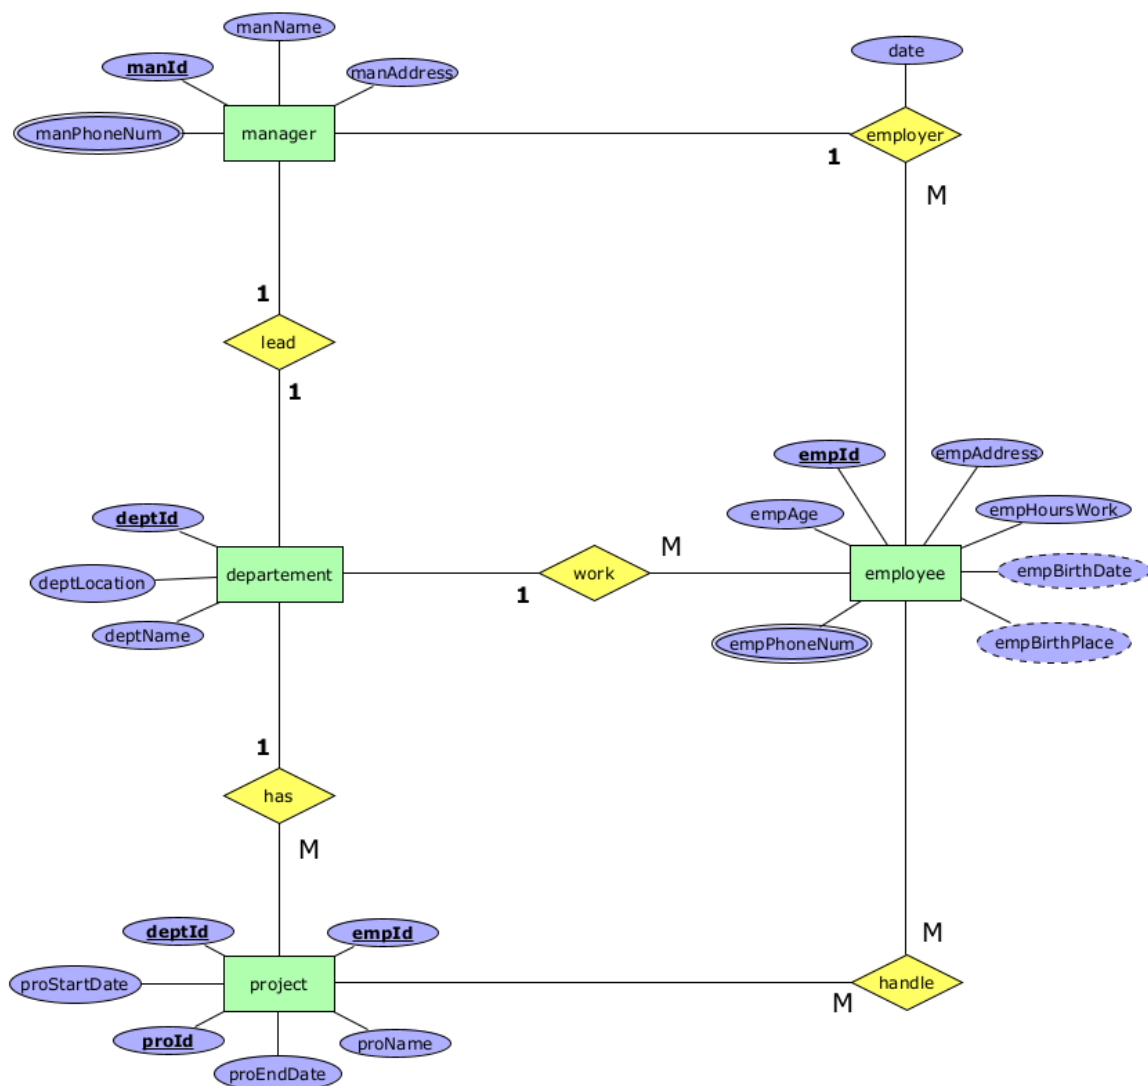 manName
date
manId
manAddress
manPhoneNum
manager
employer
1
M
1
lead
1
empId
empAddress
deptId
empAge
empHoursWork
M
departement
work
employee
empBirthDate
deptLocation
1
deptName
empPhoneNum
empBirthPlace
1
has
M
deptId
empId
M
proStartDate
project
handle
M
proId
proName
proEndDate